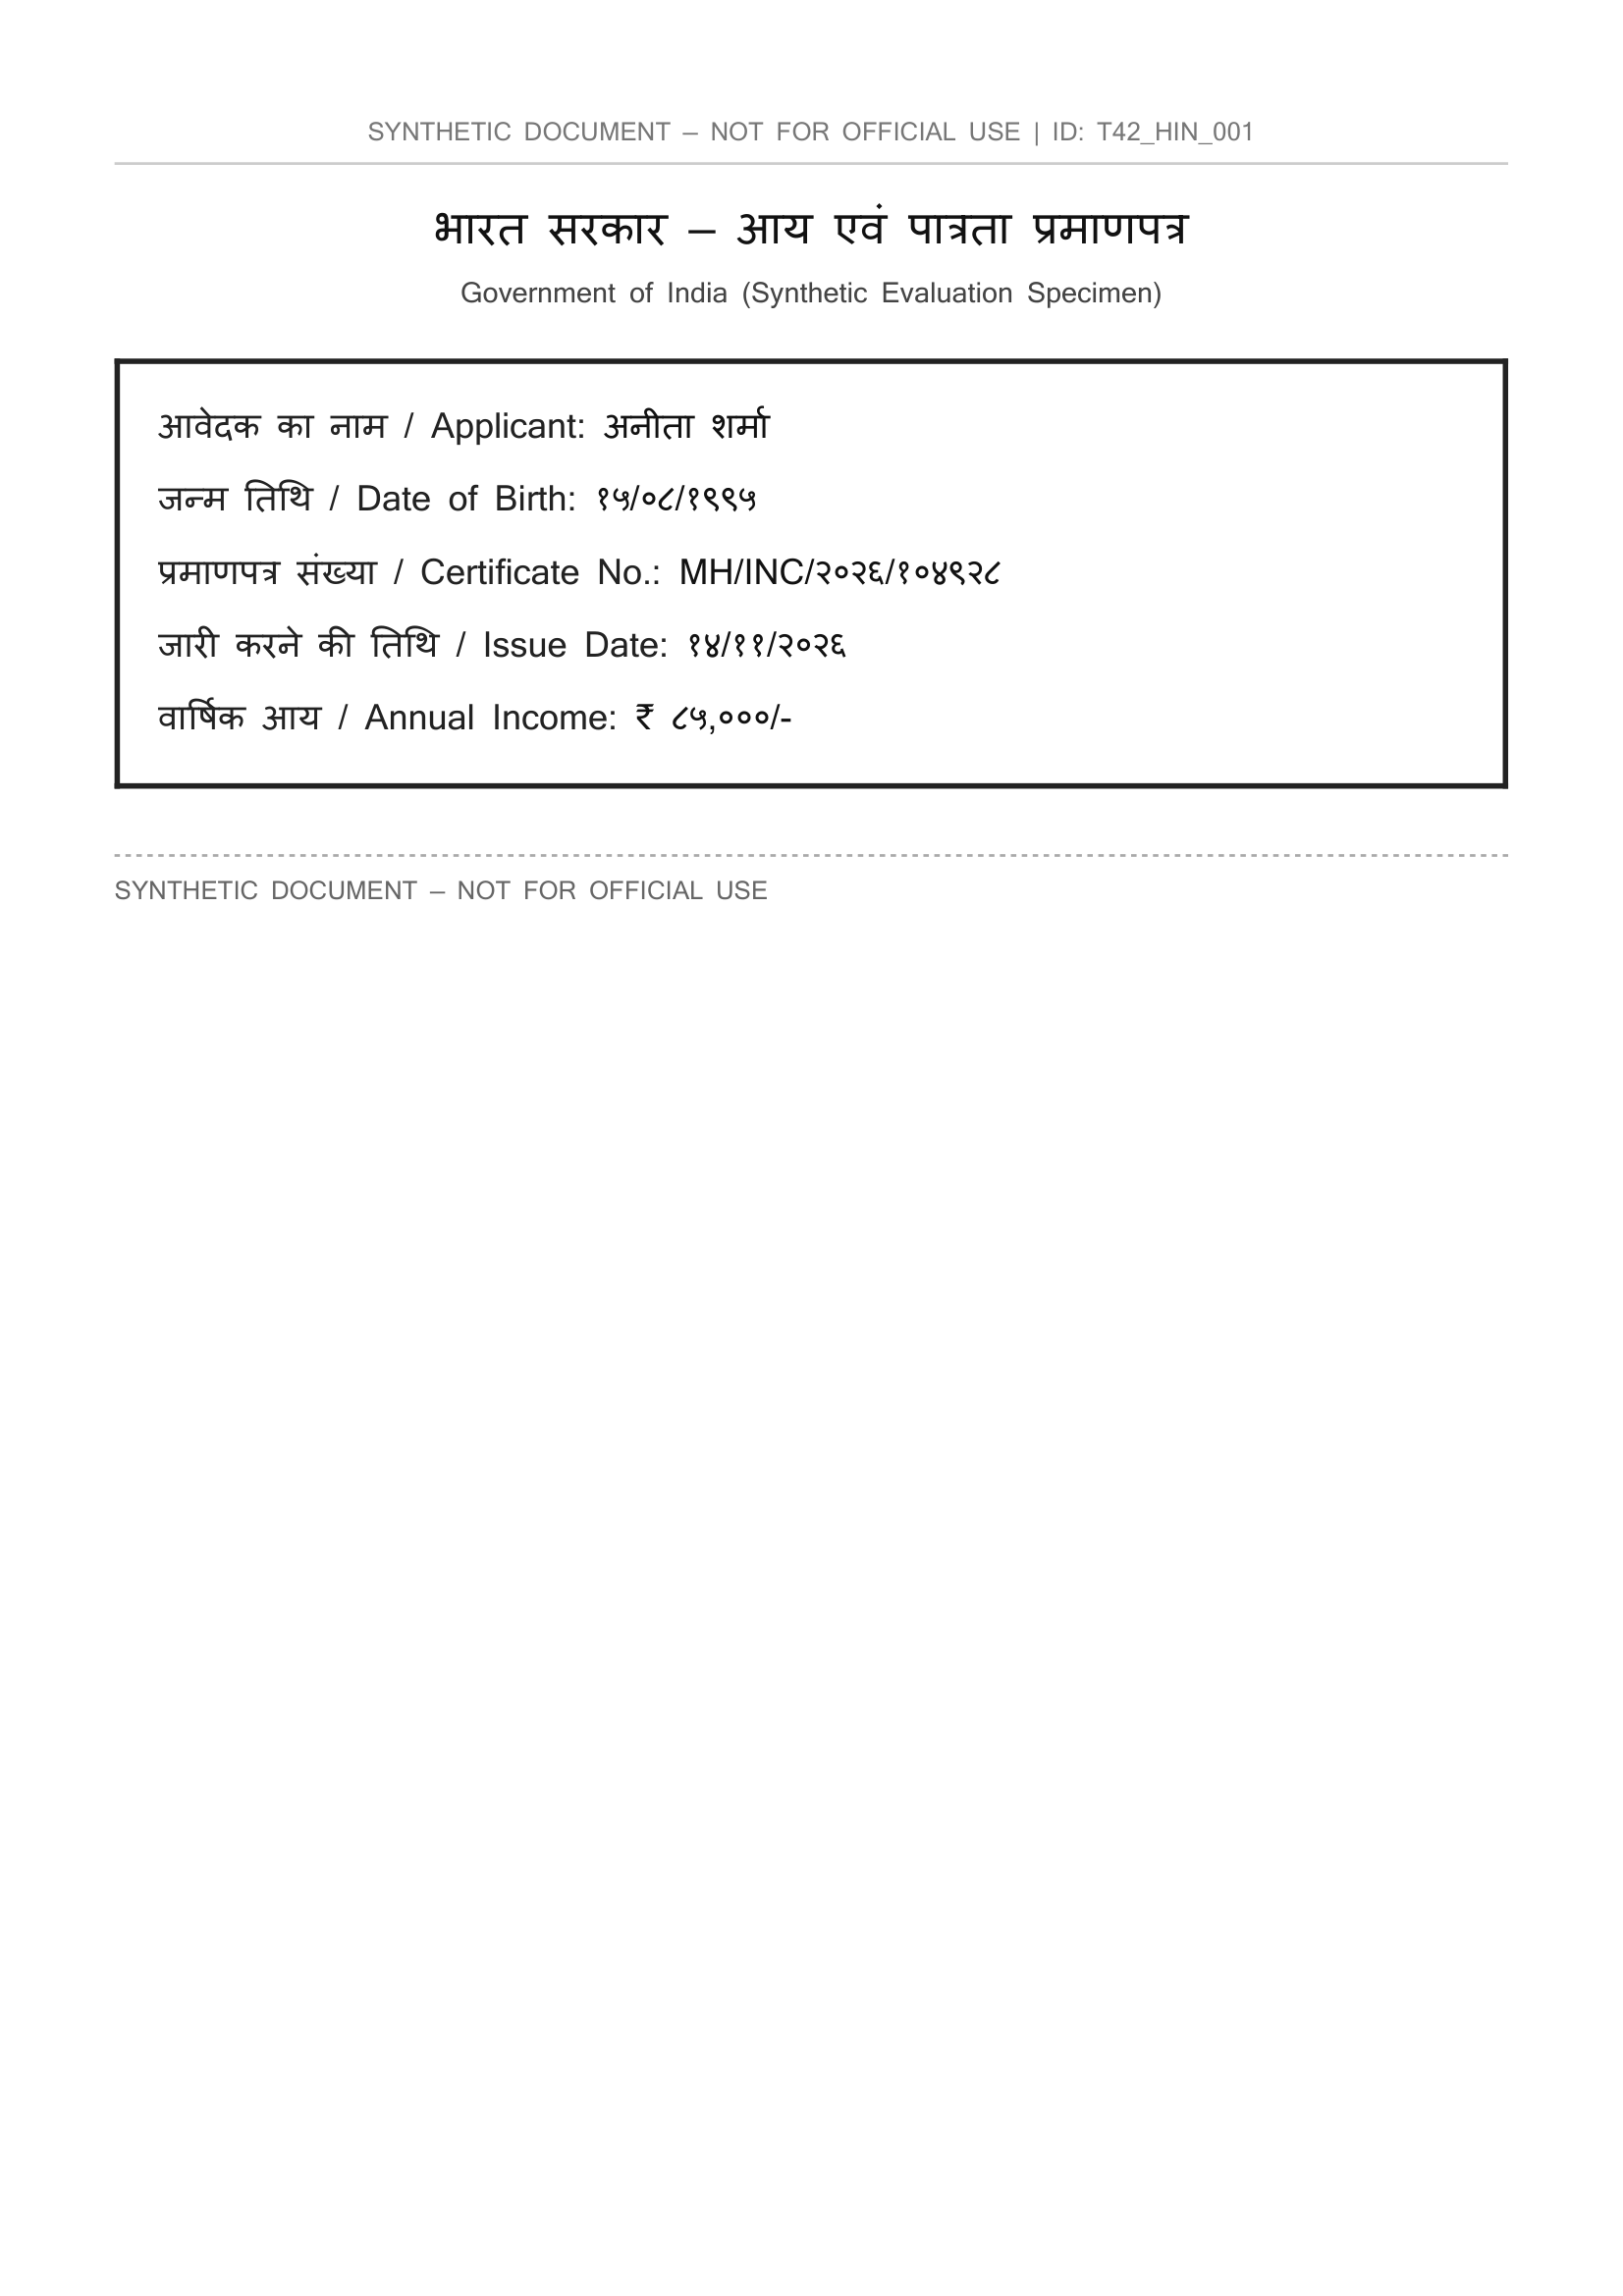 SYNTHETIC DOCUMENT – NOT FOR OFFICIAL USE | ID: T42_HIN_001
भारत सरकार – आय एवं पात्रता प्रमाणपत्र
Government of India (Synthetic Evaluation Specimen)
आवेदक का नाम / Applicant: अनीता शर्मा
जन्म तिथि / Date of Birth: १५/०८/१९९५
प्रमाणपत्र संख्या / Certificate No.: MH/INC/२०२६/१०४९२८
जारी करने की तिथि / Issue Date: १४/११/२०२६
वार्षिक आय / Annual Income: ₹ ८५,०००/-
SYNTHETIC DOCUMENT – NOT FOR OFFICIAL USE